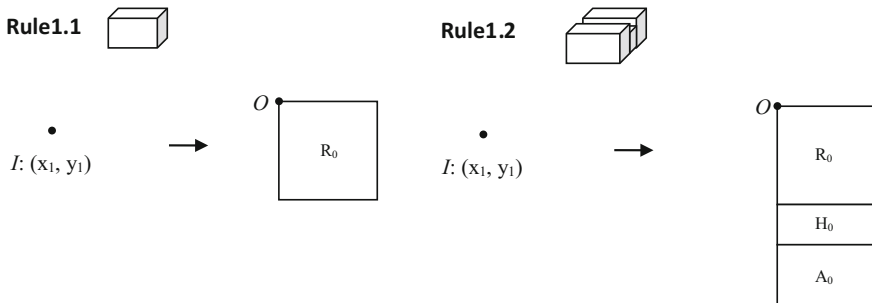 Rule1.1
O
R₀
I: (x₁, y₁)
Rule1.2
O
R₀
I: (x₁, y₁)
H₀
A₀